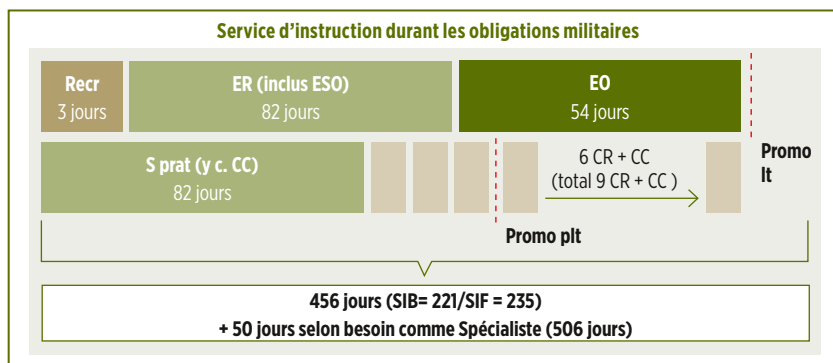 Service d'instruction durant les obligations militaires
Recr
3 jours
ER (inclus ESO)
82 jours
EO
54 jours
Promo
lt
S prat (y c. CC)
82 jours
6 CR + CC
(total 9 CR + CC )
Promo plt
456 jours (SIB= 221/SIF = 235)
+ 50 jours selon besoin comme Spécialiste (506 jours)